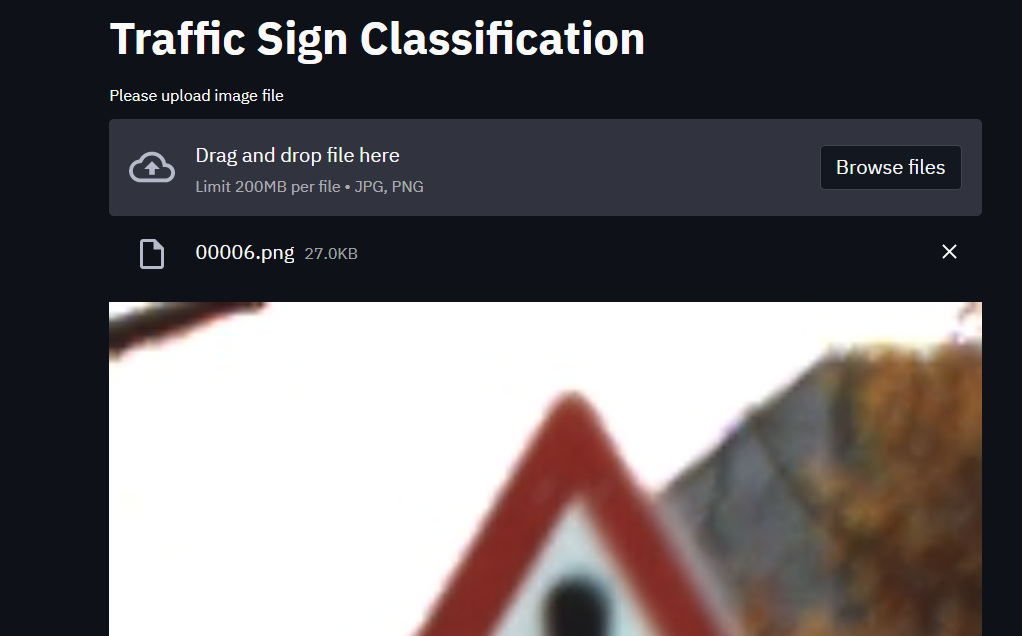 Traffic Sign Classification
Please upload image file
Drag and drop file here
Limit 200MB per file • JPG, PNG
Browse files
00006.png 27.0KB